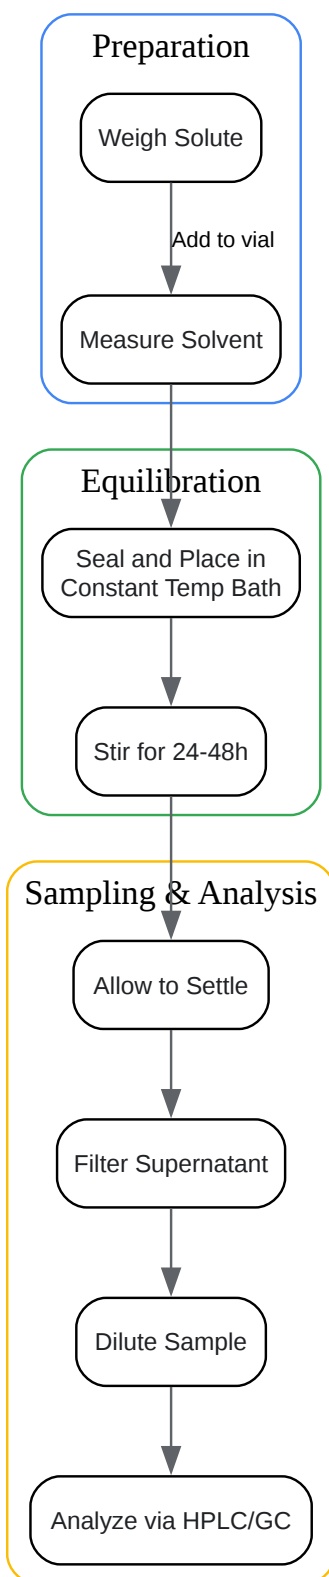 Preparation
Weigh Solute
Add to vial
Measure Solvent
Equilibration
Seal and Place in
Constant Temp Bath
Stir for 24-48h
Sampling & Analysis
Allow to Settle
Filter Supernatant
Dilute Sample
Analyze via HPLC/GC